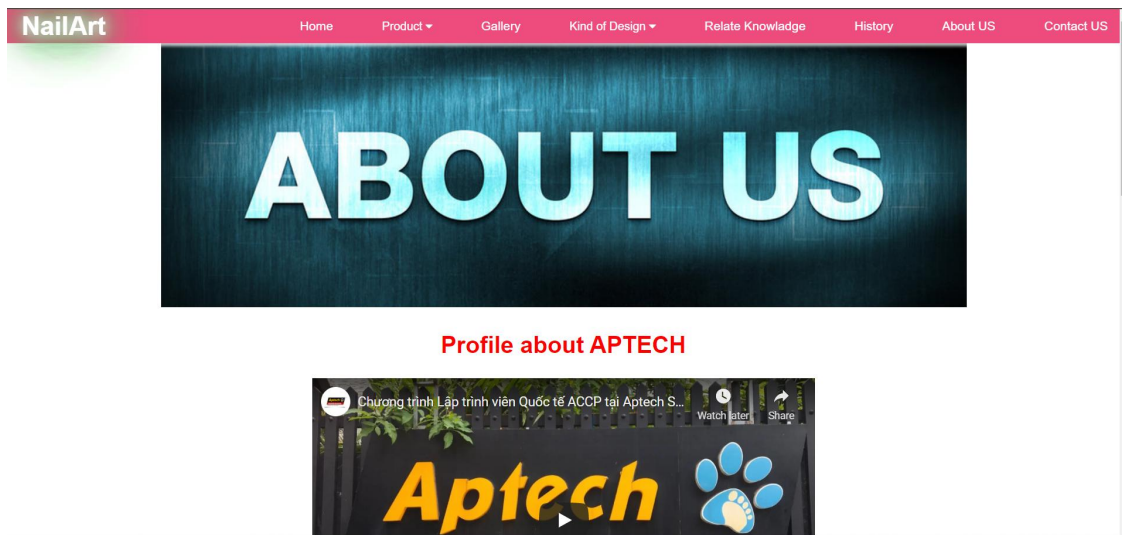 NailArt Home Product Gallery Kind of Design Relate Knowladge History About US Contact US
ABOUT US
Profile about APTECH
Chương trình Lập trình viên Quốc tế ACCP tại Aptech S...
Watch later Share
Aptech